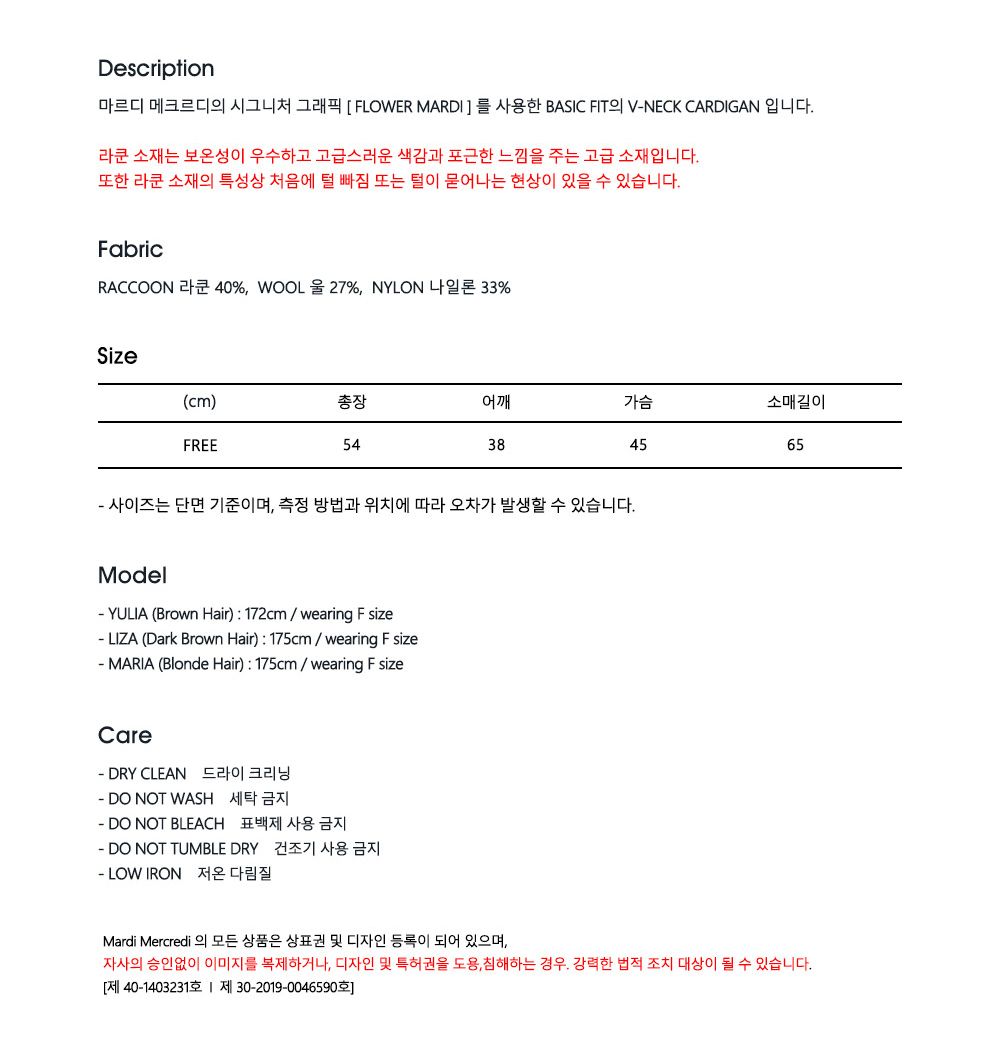 Description
마르디 메크르디의 시그니처 그래픽 [ FLOWER MARDI ] 를 사용한 BASIC FIT의 V-NECK CARDIGAN 입니다.
라쿤 소재는 보온성이 우수하고 고급스러운 색감과 포근한 느낌을 주는 고급 소재입니다.
또한 라쿤 소재의 특성상 처음에 털 빠짐 또는 털이 묻어나는 현상이 있을 수 있습니다.
Fabric
RACCOON 라쿤 40%, WOOL 울 27%, NYLON 나일론 33%
Size
(cm) 총장 어깨 가슴 소매길이
FREE 54 38 45 65
- 사이즈는 단면 기준이며, 측정 방법과 위치에 따라 오차가 발생할 수 있습니다.
Model
- YULIA (Brown Hair) : 172cm / wearing F size
- LIZA (Dark Brown Hair) : 175cm / wearing F size
- MARIA (Blonde Hair) : 175cm / wearing F size
Care
- DRY CLEAN 드라이 크리닝
- DO NOT WASH 세탁 금지
- DO NOT BLEACH 표백제 사용 금지
- DO NOT TUMBLE DRY 건조기 사용 금지
- LOW IRON 저온 다림질
Mardi Mercredi 의 모든 상품은 상표권 및 디자인 등록이 되어 있으며,
자사의 승인없이 이미지를 복제하거나, 디자인 및 특허권을 도용,침해하는 경우. 강력한 법적 조치 대상이 될 수 있습니다.
[제 40-1403231호 l 제 30-2019-0046590호]